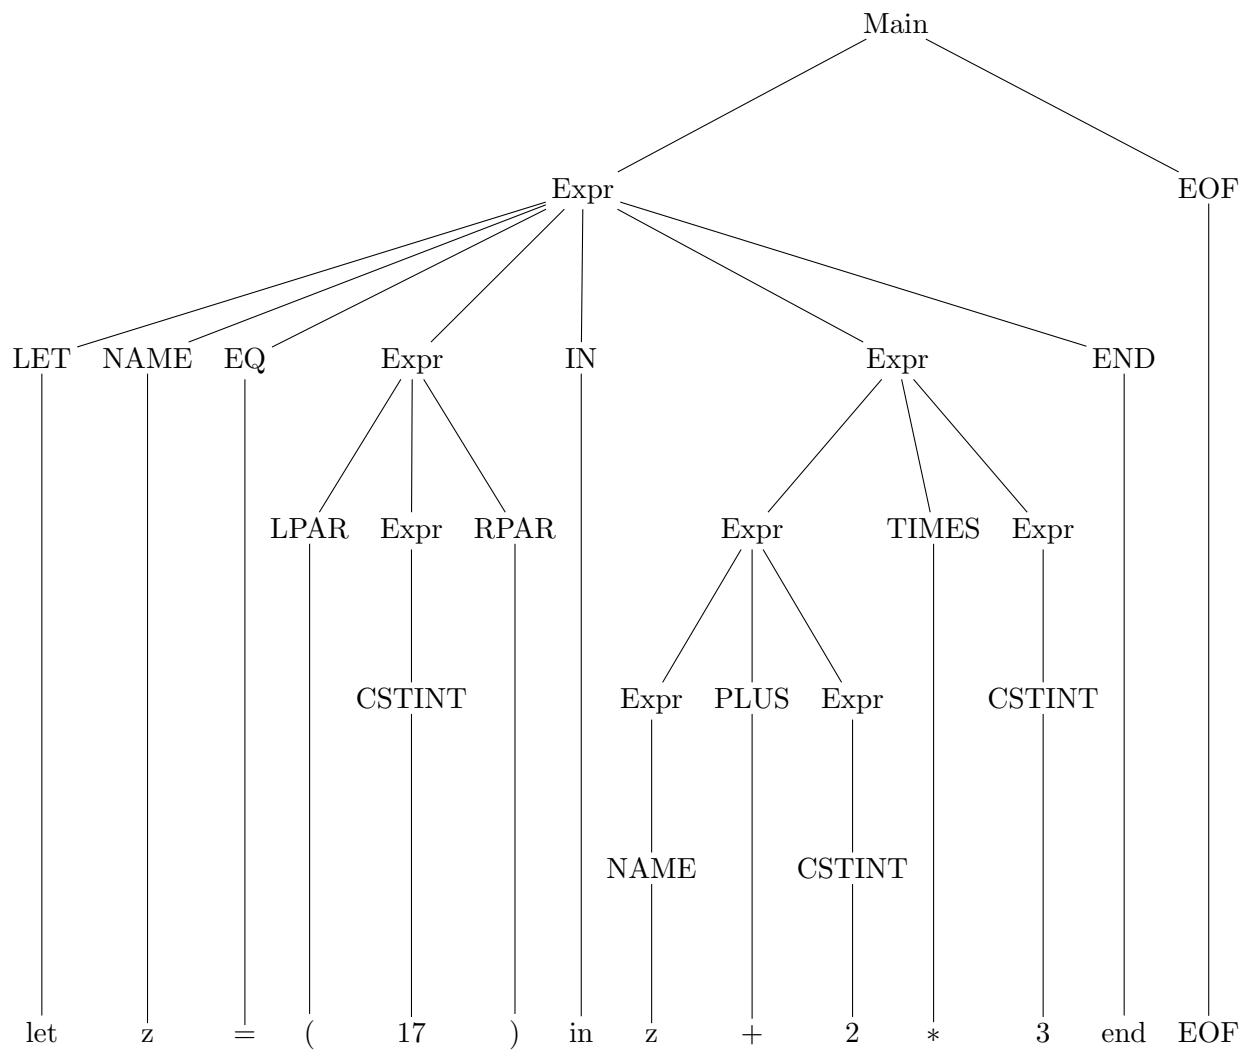 Main
Expr EOF
LET NAME EQ Expr IN Expr END
LPAR Expr RPAR Expr TIMES Expr
CSTINT Expr PLUS Expr CSTINT
NAME CSTINT
let z = ( 17 ) in z + 2 * 3 end EOF